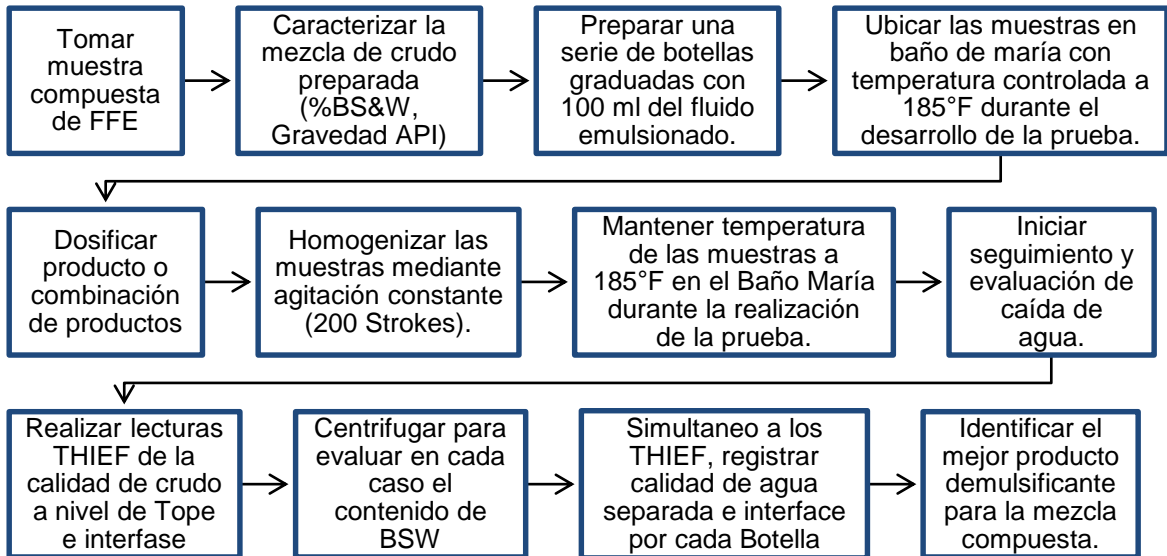 Tomar
muestra
compuesta
de FFE
Caracterizar la
mezcla de crudo
preparada
(%BS&W,
Gravedad API)
Preparar una
serie de botellas
graduadas con
100 ml del fluido
emulsionado.
Ubicar las muestras en
baño de maría con
temperatura controlada a
185°F durante el
desarrollo de la prueba.
Dosificar
producto o
combinación
de productos
Homogenizar las
muestras mediante
agitación constante
(200 Strokes).
Mantener temperatura
de las muestras a
185°F en el Baño María
durante la realización
de la prueba.
Iniciar
seguimiento y
evaluación de
caída de
agua.
Realizar lecturas
THIEF de la
calidad de crudo
a nivel de Tope
e interfase
Centrifugar para
evaluar en cada
caso el
contenido de
BSW
Simultaneo a los
THIEF, registrar
calidad de agua
separada e interface
por cada Botella
Identificar el
mejor producto
demulsificante
para la mezcla
compuesta.